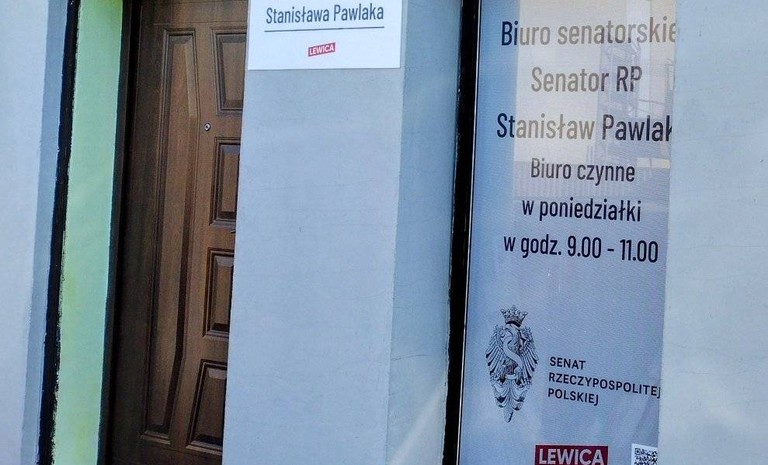 Stanisława Pawlaka
LEWICA
Biuro senatorskie
Senator RP
Stanisław Pawlak
Biuro czynne
w poniedziałki
w godz. 9.00 - 11.00
SENAT
RZECZYPOSPOLITEJ
POLSKIEJ
LEWICA